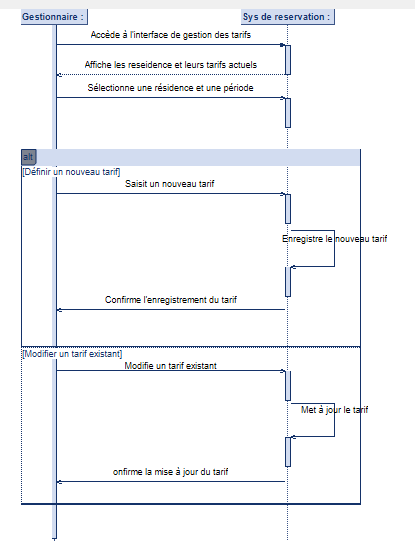 Gestionnaire :
Sys de reservation :
Accède à l'interface de gestion des tarifs
Affiche les reseidence et leurs tarifs actuels
Sélectionne une résidence et une période
alt
[Définir un nouveau tarif]
Saisit un nouveau tarif
Enregistre le nouveau tarif
Confirme l'enregistrement du tarif
[Modifier un tarif existant]
Modifie un tarif existant
Met à jour le tarif
onfirme la mise à jour du tarif